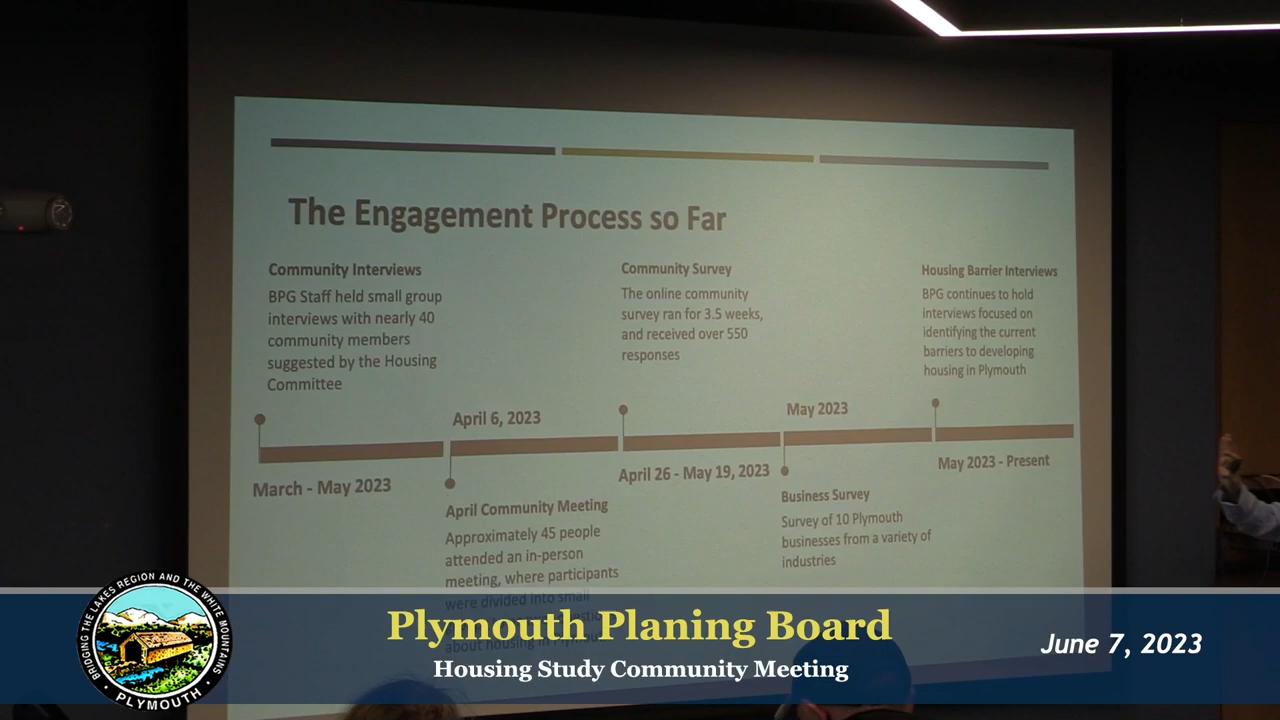 The Engagement Process so Far
Community Interviews
BPG Staff held small group
interviews with nearly 40
community members
suggested by the Housing
Committee
March - May 2023
April 6, 2023
April Community Meeting
Approximately 45 people
attended an in-person
meeting, where participants
were divided into small
about housing in
Community Survey
The online community
survey ran for 3.5 weeks,
and received over 550
responses
April 26 - May 19, 2023
May 2023
Business Survey
Survey of 10 Plymouth
businesses from a variety of
industries
Housing Barrier Interviews
BPG continues to hold
interviews focused on
identifying the current
barriers to developing
housing in Plymouth
May 2023 - Present
BRIDGING THE LAKES REGION AND THE WHITE MOUNTAINS
PLYMOUTH
Plymouth Planing Board
Housing Study Community Meeting
June 7, 2023